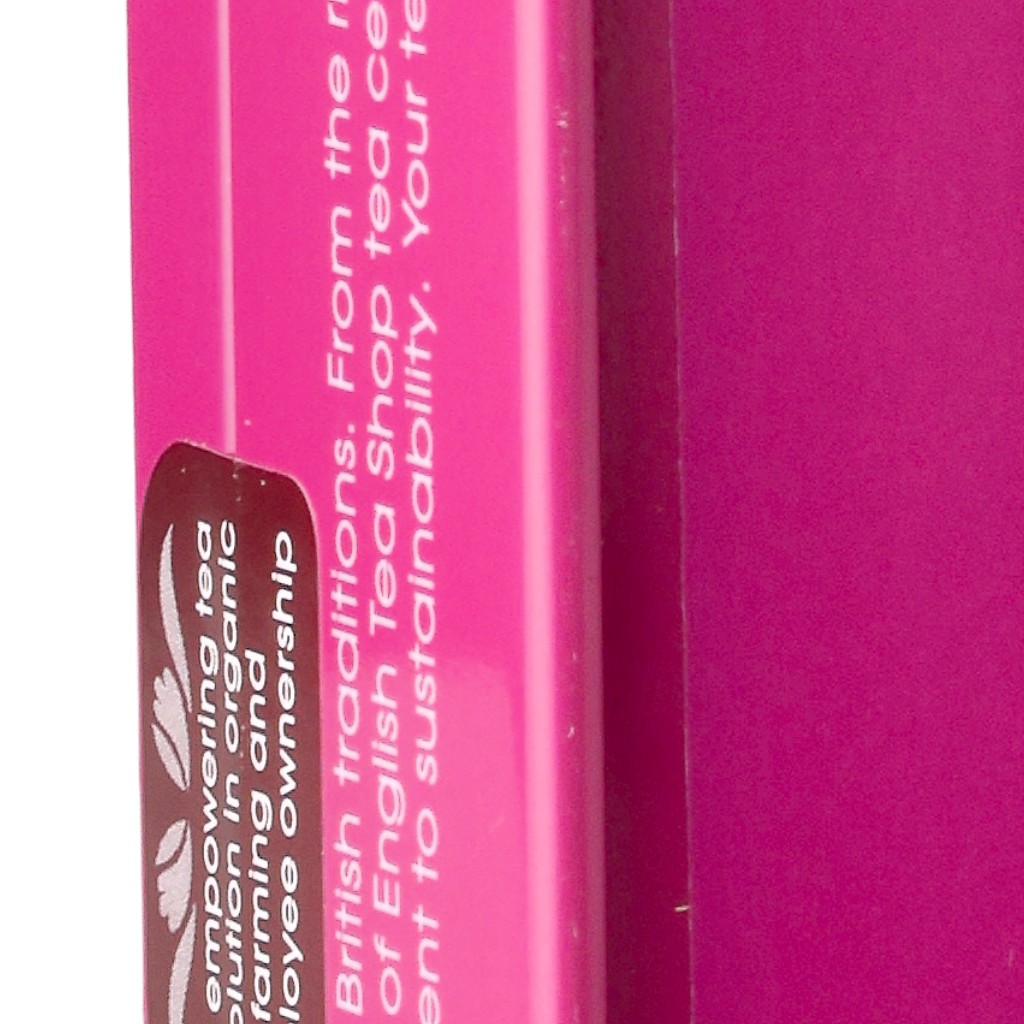 empowering tea
olution in organic
farming and
loyee ownership
British traditions. From the
of English Tea Shop tea ce
ent to sustainability. Your te